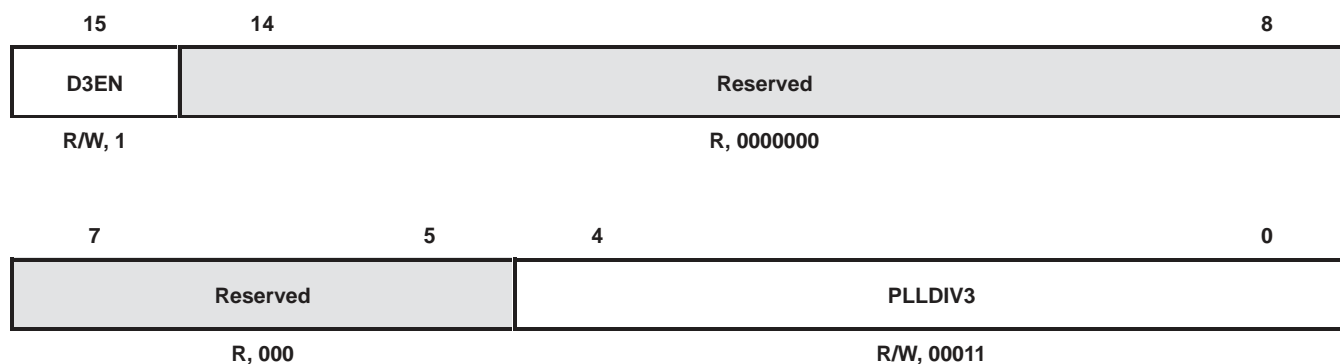 15 14 8
D3EN Reserved
R/W, 1 R, 0000000
7 5 4 0
Reserved PLLDIV3
R, 000 R/W, 00011